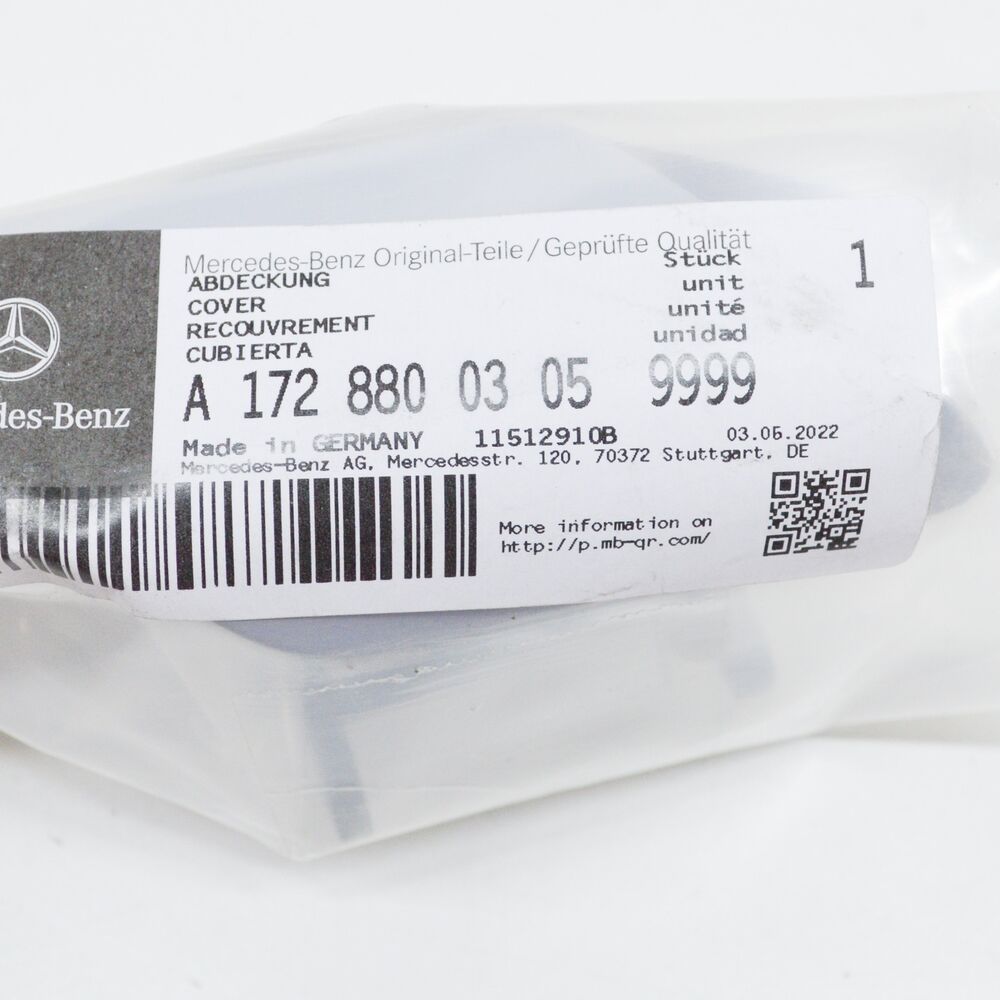 Mercedes-Benz Original-Teile/Geprüfte Qualität
ABDECKUNG Stück 1
COVER unit
RECOUVREMENT unité
CUBIERTA unidad
A 172 880 03 05 9999
des-Benz
Made in GERMANY 11512910B 03.06.2022
Mercedes-Benz AG, Mercedesstr. 120, 70372 Stuttgart, DE
More information on
http://p.mb-qr.com/